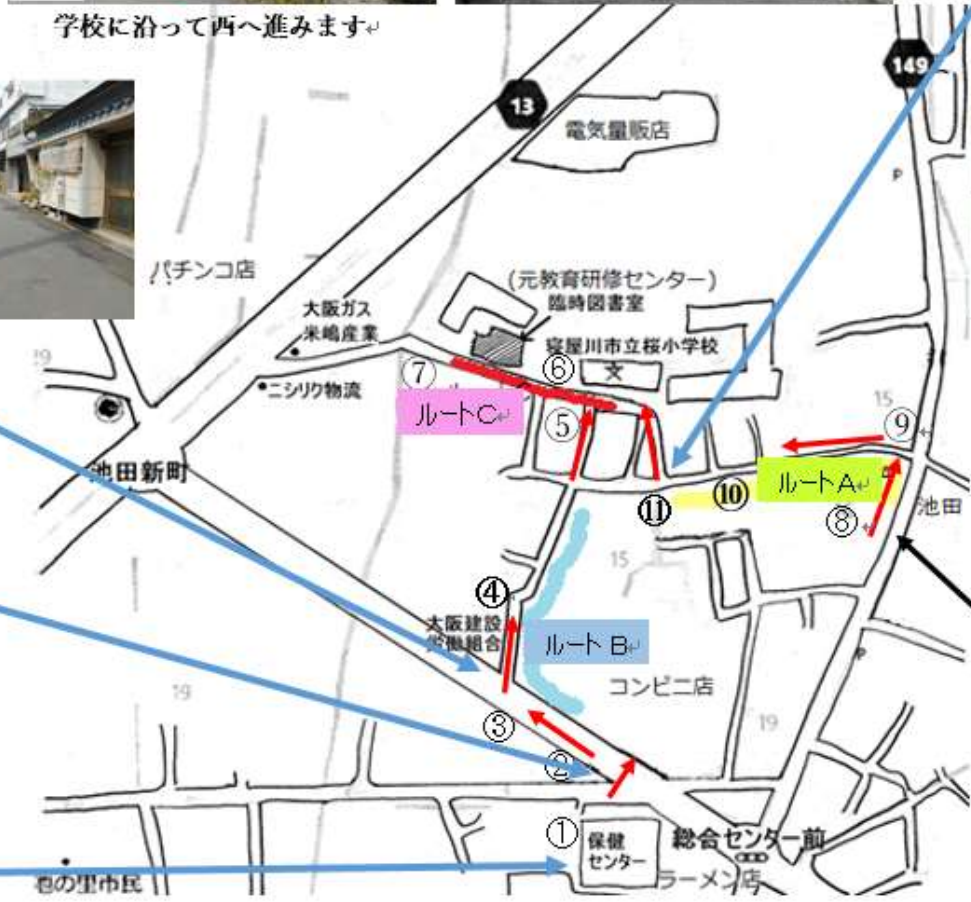 学校に沿って西へ進みます
149
13
電気量販店
P
パチンコ店
(元教育研修センター)
臨時図書室
大阪ガス
米嶋産業
寝屋川市立桜小学校
文
19
⑦
⑥
ニシリク物流
ルートC
⑤
15
⑨
池田新町
ルートA
⑩
⑪
⑧
池田
15
④
大阪建設
労働組合
ルート B
コンビニ店
19
19
③
②
①
保健
センター
総合センター前
ラーメン店
池の里市民